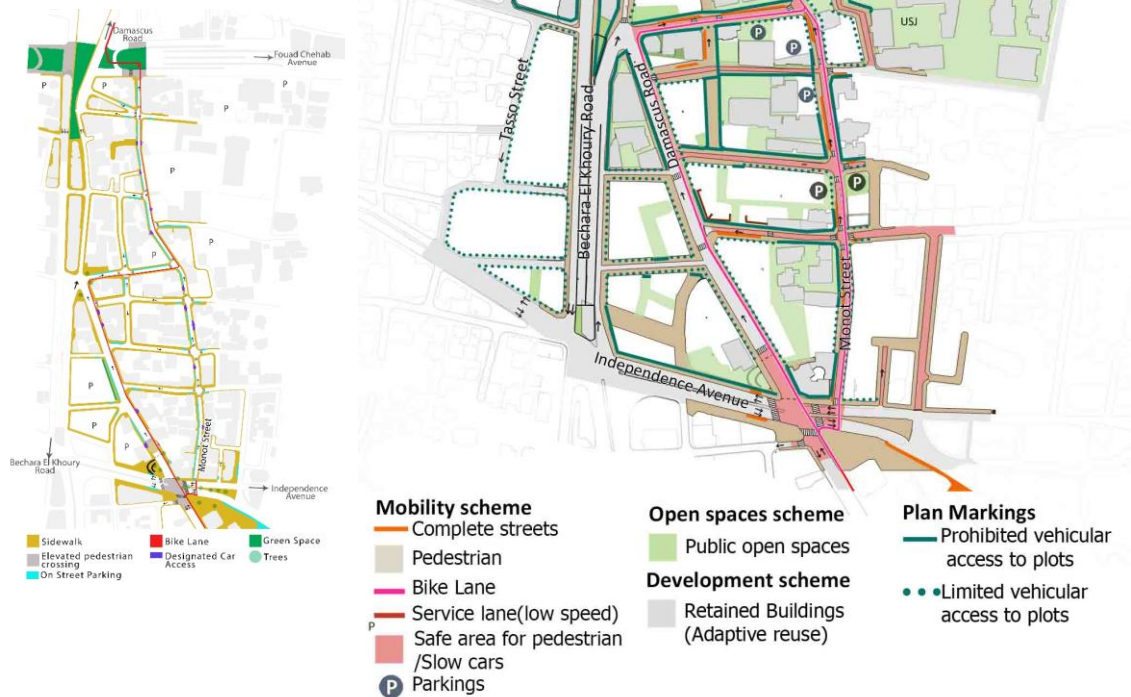 Damascus
Road
Fouad Chehab
Avenue
P
P
P
P
P
P
P
P
P
Monot Street
Bechara El Khoury
Road
Independence
Avenue
Sidewalk
Elevated pedestrian
crossing
On Street Parking
Bike Lane
Designated Car
Access
Green Space
Trees
USJ
P
P
P
P
P
Tasso Street
Bechara El Khoury Road
Damascus Road
Monot Street
Independence Avenue
Mobility scheme
Complete streets
Pedestrian
Bike Lane
Service lane(low speed)
P
Safe area for pedestrian
/Slow cars
P Parkings
Open spaces scheme
Public open spaces
Development scheme
Retained Buildings
(Adaptive reuse)
Plan Markings
Prohibited vehicular
access to plots
Limited vehicular
access to plots